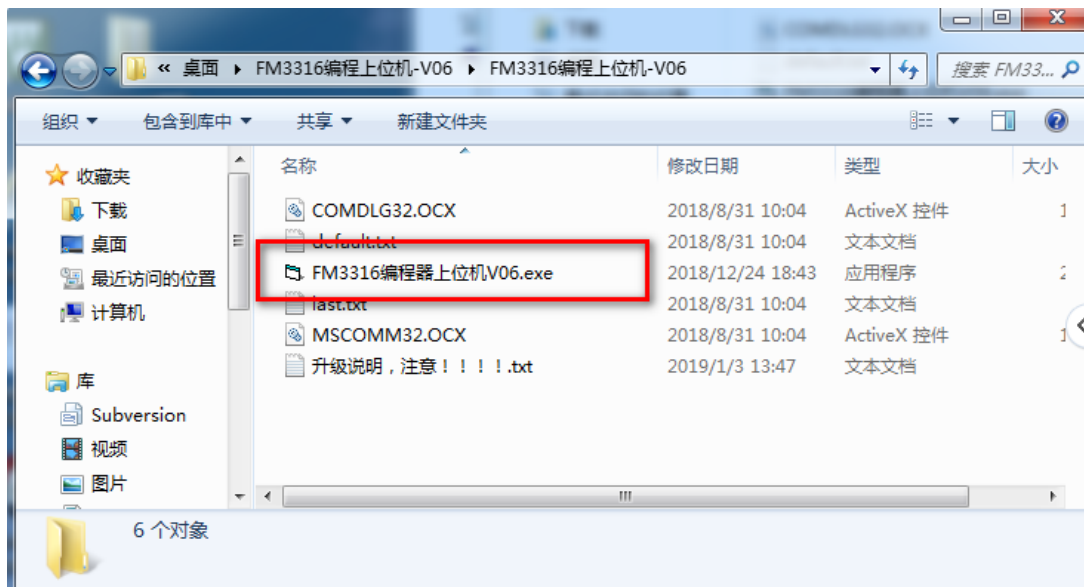 « 桌面 ▸ FM3316编程上位机-V06 ▸ FM3316编程上位机-V06
搜索 FM33...
组织 包含到库中 共享 新建文件夹
名称 修改日期 类型 大小
收藏夹
下载
桌面
最近访问的位置
计算机
库
Subversion
视频
图片
COMDLG32.OCX 2018/8/31 10:04 ActiveX 控件 1
default.txt 2018/8/31 10:04 文本文档
FM3316编程器上位机V06.exe 2018/12/24 18:43 应用程序 2
last.txt 2018/8/31 10:04 文本文档
MSCOMM32.OCX 2018/8/31 10:04 ActiveX 控件 1
升级说明，注意！！！！.txt 2019/1/3 13:47 文本文档
6 个对象